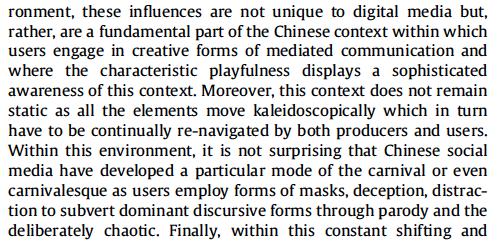 ronment, these influences are not unique to digital media but,
rather, are a fundamental part of the Chinese context within which
users engage in creative forms of mediated communication and
where the characteristic playfulness displays a sophisticated
awareness of this context. Moreover, this context does not remain
static as all the elements move kaleidoscopically which in turn
have to be continually re-navigated by both producers and users.
Within this environment, it is not surprising that Chinese social
media have developed a particular mode of the carnival or even
carnivalesque as users employ forms of masks, deception, distrac-
tion to subvert dominant discursive forms through parody and the
deliberately chaotic. Finally, within this constant shifting and